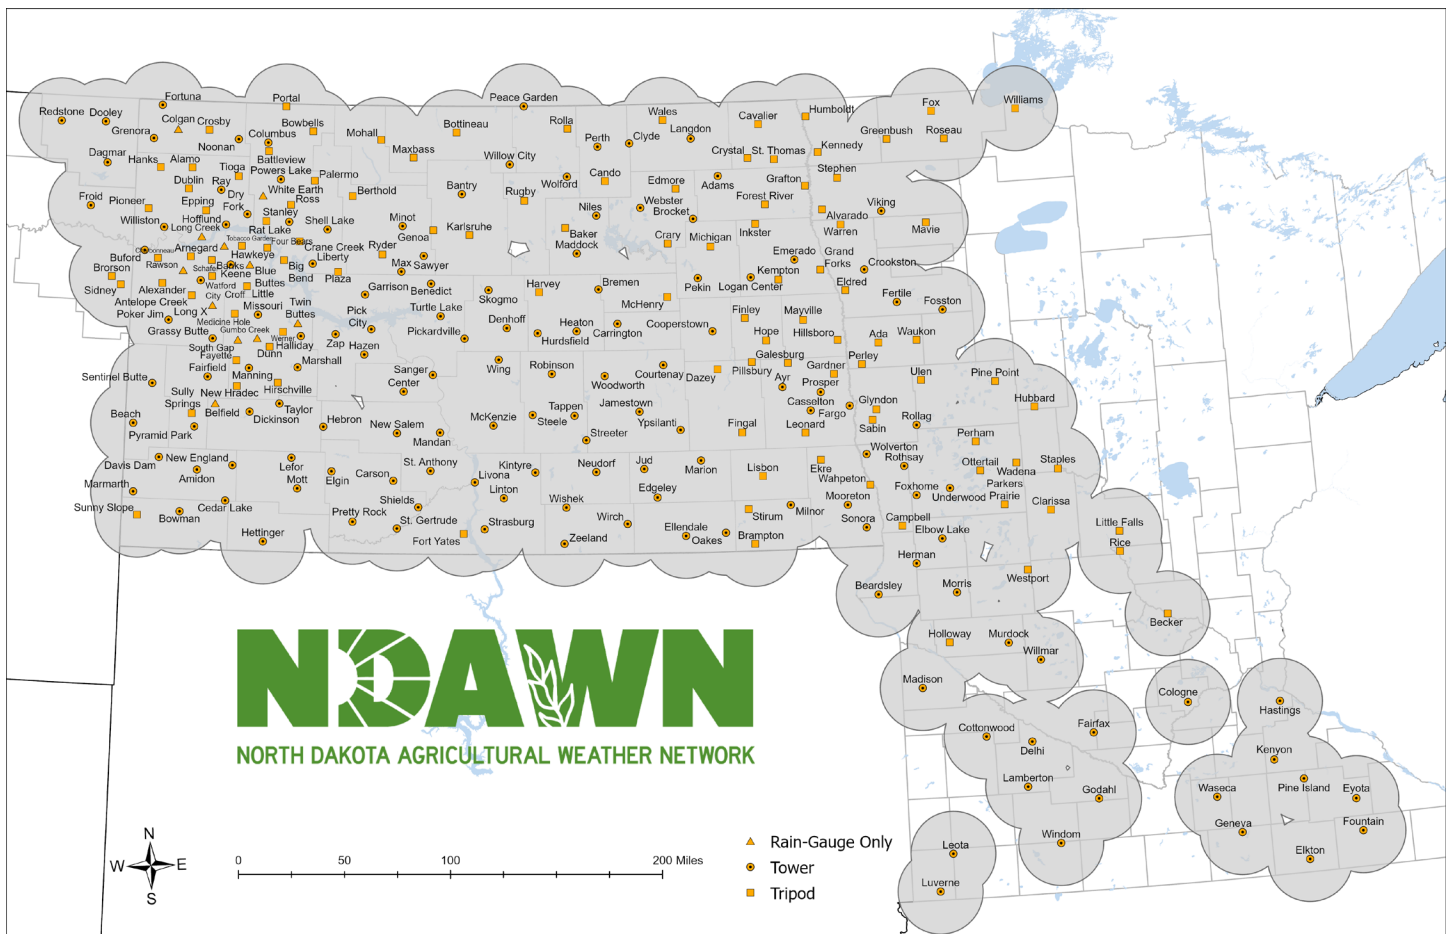 Fortuna
Portal
Peace Garden
Redstone
Dooley
Colgan
Crosby
Bowbells
Mohall
Bottineau
Rolla
Wales
Cavalier
Humboldt
Fox
Williams
Grenora
Noonan
Columbus
Maxbass
Perth
Clyde
Langdon
Greenbush
Roseau
Dagmar
Hanks
Alamo
Battleview
Tioga
Powers Lake
Palermo
Willow City
Crystal
St. Thomas
Kennedy
Dublin
Ray
White Earth
Berthold
Bantry
Rugby
Wolford
Cando
Edmore
Adams
Grafton
Stephen
Froid
Pioneer
Epping
Dry
Fork
Ross
Stanley
Niles
Webster
Brocket
Forest River
Viking
Williston
Hofflund
Long Creek
Rat Lake
Shell Lake
Minot
Genoa
Karlsruhe
Baker
Maddock
Crary
Michigan
Inkster
Alvarado
Warren
Mavie
Charbonneau
Arnegard
Tobacco Garden
Four Bears
Crane Creek
Ryder
Buford
Rawson
Schafer
Banks
Hawkeye
Keene
Blue
Buttes
Big
Bend
Liberty
Plaza
Max
Sawyer
Emerado
Grand
Forks
Crookston
Brorson
Sidney
Alexander
Watford
City
Croff
Little
Missouri
Garrison
Benedict
Skogmo
Harvey
Bremen
McHenry
Pekin
Logan Center
Kempton
Eldred
Fertile
Fosston
Antelope Creek
Poker Jim
Long X
Twin
Buttes
Pick
City
Turtle Lake
Denhoff
Heaton
Carrington
Cooperstown
Finley
Mayville
Grassy Butte
Medicine Hole
Gumbo Creek
Werner
Halliday
Zap
Hazen
Pickardville
Hurdsfield
Hope
Hillsboro
Ada
Waukon
South Gap
Fayette
Dunn
Marshall
Fairfield
Manning
Sanger
Center
Wing
Robinson
Woodworth
Courtenay
Dazey
Pillsbury
Galesburg
Gardner
Perley
Ulen
Pine Point
Sentinel Butte
Sully
Springs
New Hradec
Hirschville
Ayr
Prosper
Beach
Belfield
Dickinson
Taylor
Hebron
New Salem
Mandan
McKenzie
Tappen
Steele
Jamestown
Ypsilanti
Casselton
Fargo
Glyndon
Sabin
Rollag
Hubbard
Pyramid Park
Streeter
Fingal
Leonard
Wolverton
Perham
Davis Dam
New England
Amidon
Lefor
Mott
Elgin
Carson
St. Anthony
Kintyre
Livona
Neudorf
Jud
Marion
Lisbon
Ekre
Wahpeton
Rothsay
Ottertail
Wadena
Staples
Marmarth
Linton
Edgeley
Mooreton
Foxhome
Underwood
Parkers
Prairie
Clarissa
Sunny Slope
Bowman
Cedar Lake
Pretty Rock
Shields
St. Gertrude
Strasburg
Wishek
Wirch
Stirum
Milnor
Sonora
Campbell
Elbow Lake
Little Falls
Hettinger
Fort Yates
Zeeland
Ellendale
Oakes
Brampton
Rice
Herman
Beardsley
Morris
Westport
Becker
Holloway
Murdock
Willmar
Madison
Cologne
Hastings
Cottonwood
Delhi
Fairfax
Kenyon
Lamberton
Godahl
Waseca
Pine Island
Eyota
Windom
Geneva
Fountain
Leota
Elkton
Luverne
NDAWN
NORTH DAKOTA AGRICULTURAL WEATHER NETWORK
N
W E
S
0 50 100 200 Miles
Rain-Gauge Only
Tower
Tripod